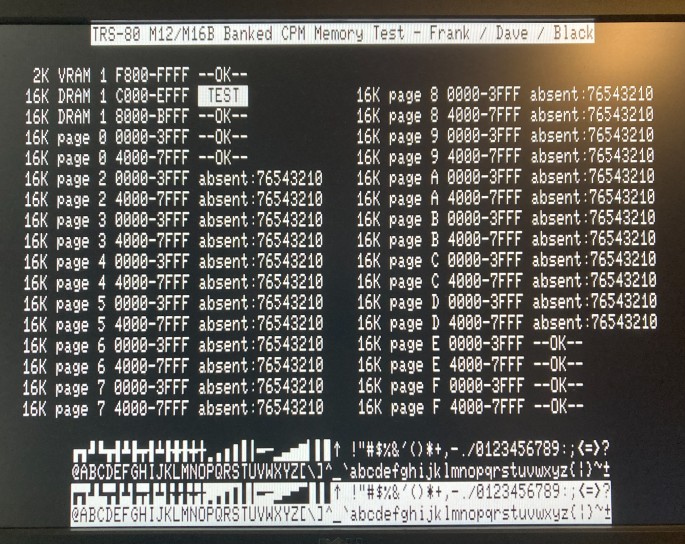 TRS-80 M12/M16B Banked CPM Memory Test - Frank / Dave / Black
2K VRAM 1 F800-FFFF --OK--
16K DRAM 1 C000-EFFF TEST
16K DRAM 1 8000-BFFF --OK--
16K page 0 0000-3FFF --OK--
16K page 0 4000-7FFF --OK--
16K page 2 0000-3FFF absent:76543210
16K page 2 4000-7FFF absent:76543210
16K page 3 0000-3FFF absent:76543210
16K page 3 4000-7FFF absent:76543210
16K page 4 0000-3FFF absent:76543210
16K page 4 4000-7FFF absent:76543210
16K page 5 0000-3FFF absent:76543210
16K page 5 4000-7FFF absent:76543210
16K page 6 0000-3FFF absent:76543210
16K page 6 4000-7FFF absent:76543210
16K page 7 0000-3FFF absent:76543210
16K page 7 4000-7FFF absent:76543210
16K page 8 0000-3FFF absent:76543210
16K page 8 4000-7FFF absent:76543210
16K page 9 0000-3FFF absent:76543210
16K page 9 4000-7FFF absent:76543210
16K page A 0000-3FFF absent:76543210
16K page A 4000-7FFF absent:76543210
16K page B 0000-3FFF absent:76543210
16K page B 4000-7FFF absent:76543210
16K page C 0000-3FFF absent:76543210
16K page C 4000-7FFF absent:76543210
16K page D 0000-3FFF absent:76543210
16K page D 4000-7FFF absent:76543210
16K page E 0000-3FFF --OK--
16K page E 4000-7FFF --OK--
16K page F 0000-3FFF --OK--
16K page F 4000-7FFF --OK--
↑ !"#$%&'()*+,-./0123456789:;<=>?
@ABCDEFGHIJKLMNOPQRSTUVWXYZ[\]^_`abcdefghijklmnopqrstuvwxyz{|}~±
↑ !"#$%&'()*+,-./0123456789:;<=>?
@ABCDEFGHIJKLMNOPQRSTUVWXYZ[\]^_`abcdefghijklmnopqrstuvwxyz{|}~±